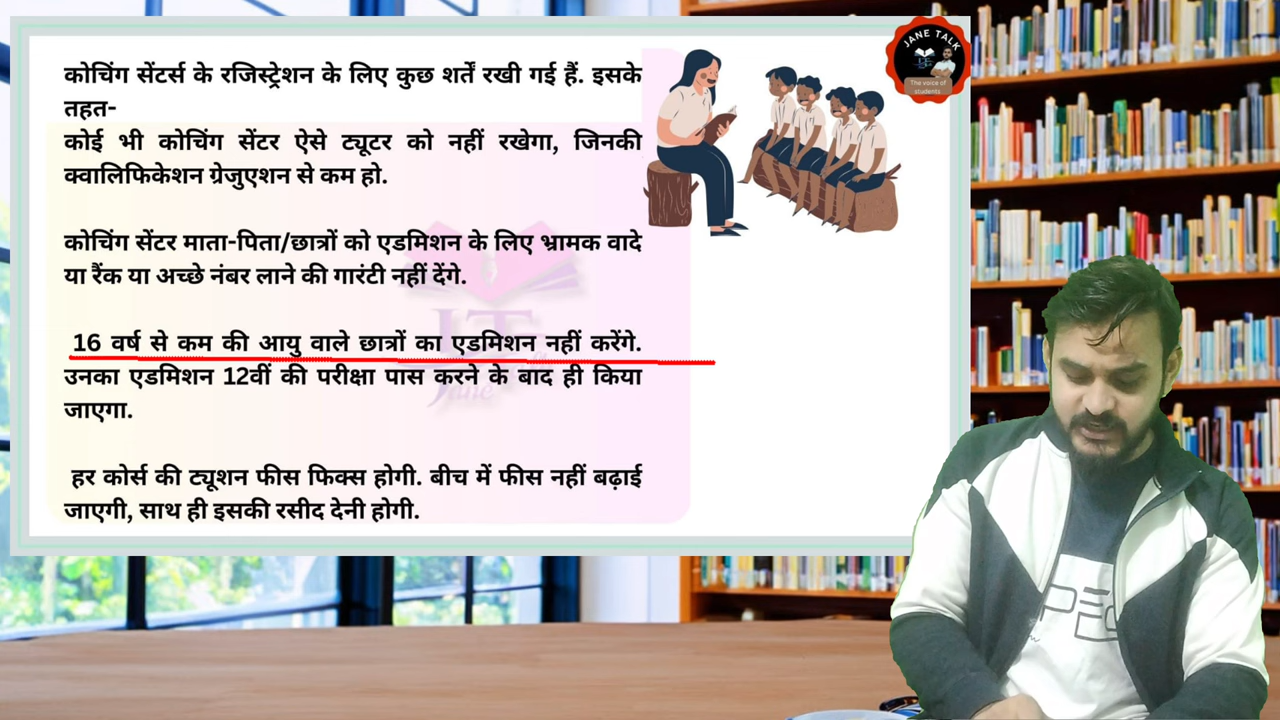 कोचिंग सेंटर्स के रजिस्ट्रेशन के लिए कुछ शर्तें रखी गई हैं. इसके
तहत-
कोई भी कोचिंग सेंटर ऐसे ट्यूटर को नहीं रखेगा, जिनकी
क्वालिफिकेशन ग्रेजुएशन से कम हो.
कोचिंग सेंटर माता-पिता/छात्रों को एडमिशन के लिए भ्रामक वादे
या रैंक या अच्छे नंबर लाने की गारंटी नहीं देंगे.
16 वर्ष से कम की आयु वाले छात्रों का एडमिशन नहीं करेंगे.
उनका एडमिशन 12वीं की परीक्षा पास करने के बाद ही किया
जाएगा.
हर कोर्स की ट्यूशन फीस फिक्स होगी. बीच में फीस नहीं बढ़ाई
जाएगी, साथ ही इसकी रसीद देनी होगी.
JANE TALK
The voice of
students